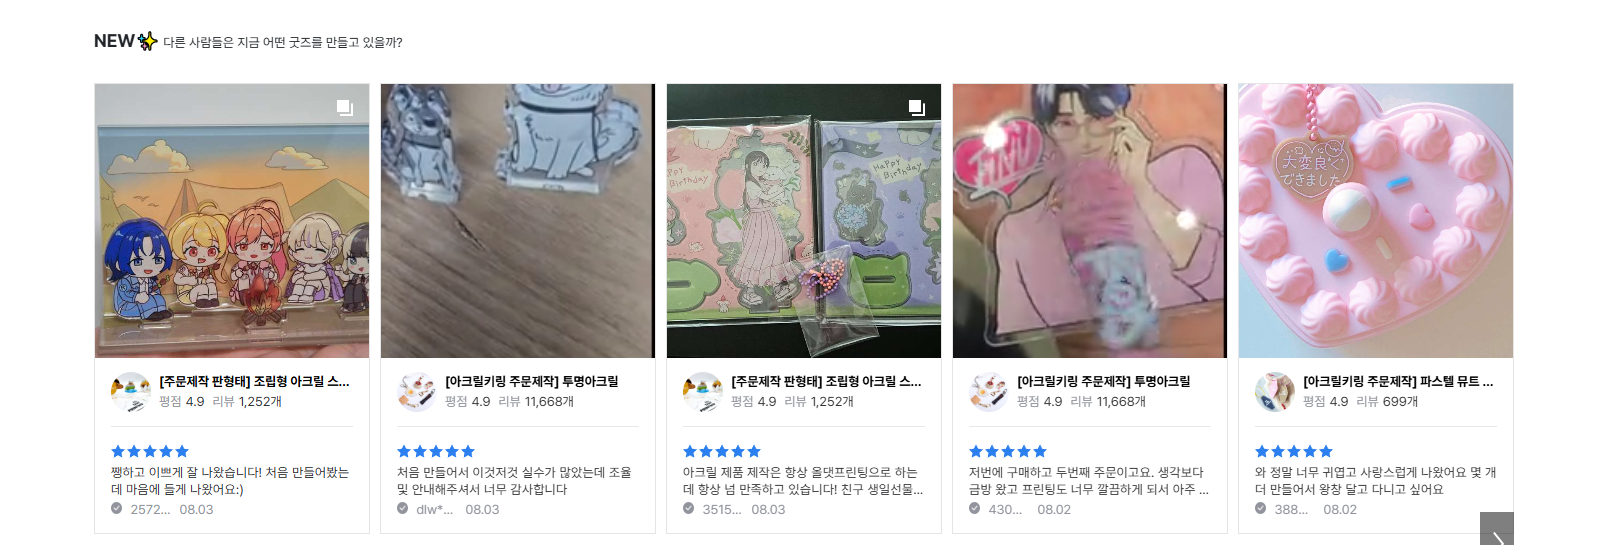 NEW✨ 다른 사람들은 지금 어떤 굿즈를 만들고 있을까?
Happy Birthday
Happy Birthday
大変良く
できました
[주문제작 판형태] 조립형 아크릴 스...
평점 4.9 리뷰 1,252개
★★★★★
쨍하고 이쁘게 잘 나왔습니다! 처음 만들어봤는
데 마음에 들게 나왔어요:)
2572... 08.03
[아크릴키링 주문제작] 투명아크릴
평점 4.9 리뷰 11,668개
★★★★★
처음 만들어서 이것저것 실수가 많았는데 조율
및 안내해주셔서 너무 감사합니다
dlw*... 08.03
[주문제작 판형태] 조립형 아크릴 스...
평점 4.9 리뷰 1,252개
★★★★★
아크릴 제품 제작은 항상 올댓프린팅으로 하는
데 항상 넘 만족하고 있습니다! 친구 생일선물...
3515... 08.03
[아크릴키링 주문제작] 투명아크릴
평점 4.9 리뷰 11,668개
★★★★★
저번에 구매하고 두번째 주문이고요. 생각보다
금방 왔고 프린팅도 너무 깔끔하게 되서 아주 ...
430... 08.02
[아크릴키링 주문제작] 파스텔 뮤트 ...
평점 4.9 리뷰 699개
★★★★★
와 정말 너무 귀엽고 사랑스럽게 나왔어요 몇 개
더 만들어서 왕창 달고 다니고 싶어요
388... 08.02